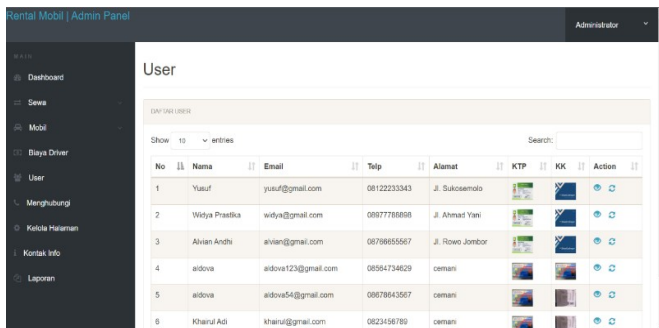 Rental Mobil | Admin Panel
Administrator
MAIN
Dashboard
Sewa
Mobil
Biaya Driver
User
Menghubungi
Kelola Halaman
Kontak Info
Laporan
User
DAFTAR USER
Show 10 entries
Search:
No Nama Email Telp Alamat KTP KK Action
1 Yusuf yusuf@gmail.com 08122233343 Jl. Sukosemolo
2 Widya Prastika widya@gmail.com 08977788898 Jl. Ahmad Yani
3 Alvian Andhi alvian@gmail.com 08766655567 Jl. Rowo Jombor
4 aldova aldova123@gmail.com 08564734629 cemani
5 aldova aldova54@gmail.com 08678643567 cemani
6 Khairul Adi khairul@gmail.com 0823456789 cemani